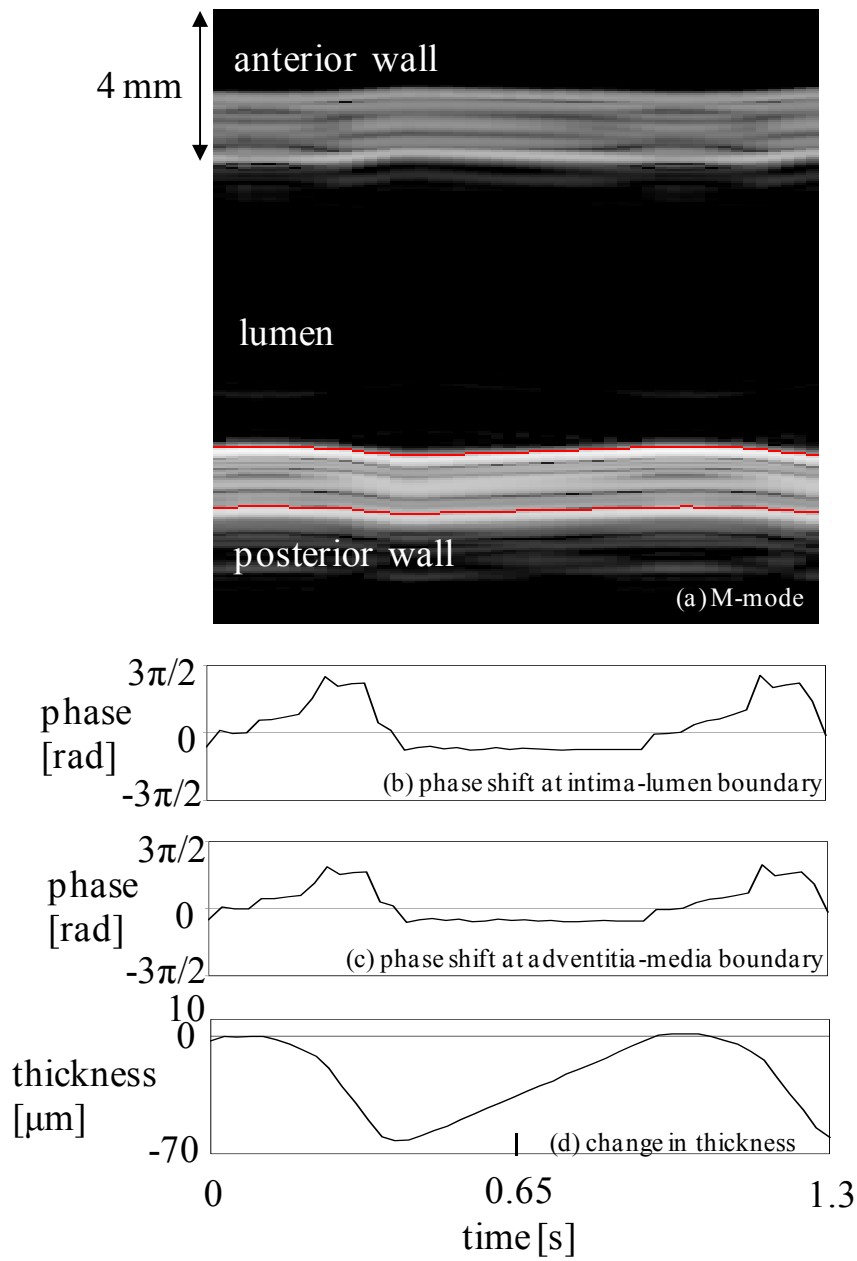 anterior wall
4 mm
lumen
posterior wall
(a) M-mode
3π/2
phase
0
[rad]
-3π/2
(b) phase shift at intima-lumen boundary
3π/2
phase
0
[rad]
-3π/2
(c) phase shift at adventitia-media boundary
10
0
thickness
[μm]
-70
(d) change in thickness
0 0.65 1.3
time [s]